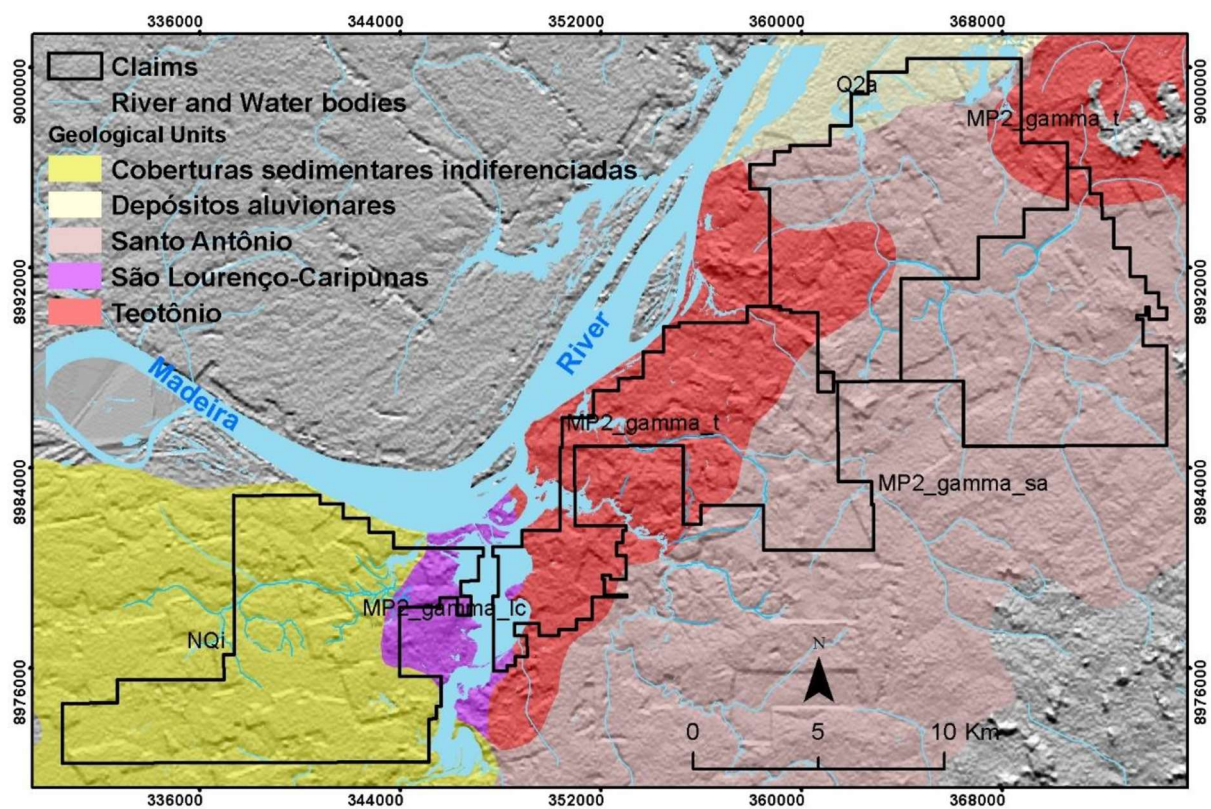 336000 344000 352000 360000 368000
9000000 9000000
Claims
River and Water bodies
Geological Units
Coberturas sedimentares indiferenciadas
Depósitos aluvionares
Santo Antônio
São Lourenço-Caripunas
Teotônio
Q2a
MP2_gamma_t
8992000 8992000
River
Madeira
MP2_gamma_t
8984000 8984000
MP2_gamma_sa
MP2_gamma_lc
NQi
N
8976000 8976000
0 5 10 Km
336000 344000 352000 360000 368000